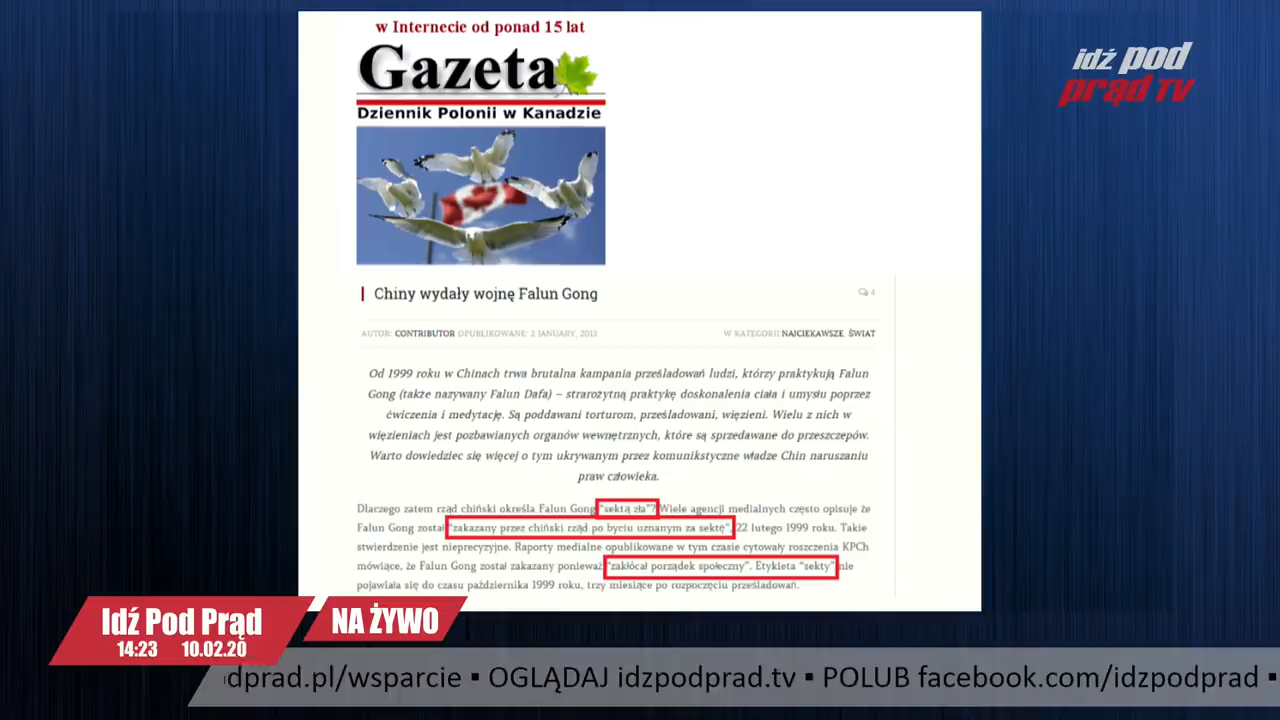 w Internecie od ponad 15 lat
Gazeta
Dziennik Polonii w Kanadzie
idź pod
prąd TV
Chiny wydały wojnę Falun Gong
4
AUTOR: CONTRIBUTOR OPUBLIKOWANE: 2 JANUARY, 2013
W KATEGORII:NAJCIEKAWSZE, ŚWIAT
Od 1999 roku w Chinach trwa brutalna kampania prześladowań ludzi, którzy praktykują Falun
Gong (także nazywany Falun Dafa) – starożytną praktykę doskonalenia ciała i umysłu poprzez
ćwiczenia i medytację. Są poddawani torturom, prześladowani, więzieni. Wielu z nich w
więzieniach jest pozbawianych organów wewnętrznych, które są sprzedawane do przeszczepów.
Warto dowiedziec się więcej o tym ukrywanym przez komunistyczne władze Chin naruszaniu
praw człowieka.
Dlaczego zatem rząd chiński określa Falun Gong "sektą zła"? Wiele agencji medialnych często opisuje że
Falun Gong został "zakazany przez chiński rząd po byciu uznanym za sektę", 22 lutego 1999 roku. Takie
stwierdzenie jest nieprecyzyjne. Raporty medialne opublikowane w tym czasie cytowały roszczenia KPCh
mówiące, że Falun Gong został zakazany ponieważ "zakłócał porządek społeczny". Etykieta "sekty" nie
pojawiała się do czasu października 1999 roku, trzy miesiące po rozpoczęciu prześladowań.
Idź Pod Prąd
NA ŻYWO
14:23 10.02.20
dprad.pl/wsparcie ▪ OGLĄDAJ idzpodprad.tv ▪ POLUB facebook.com/idzpodprad ▪